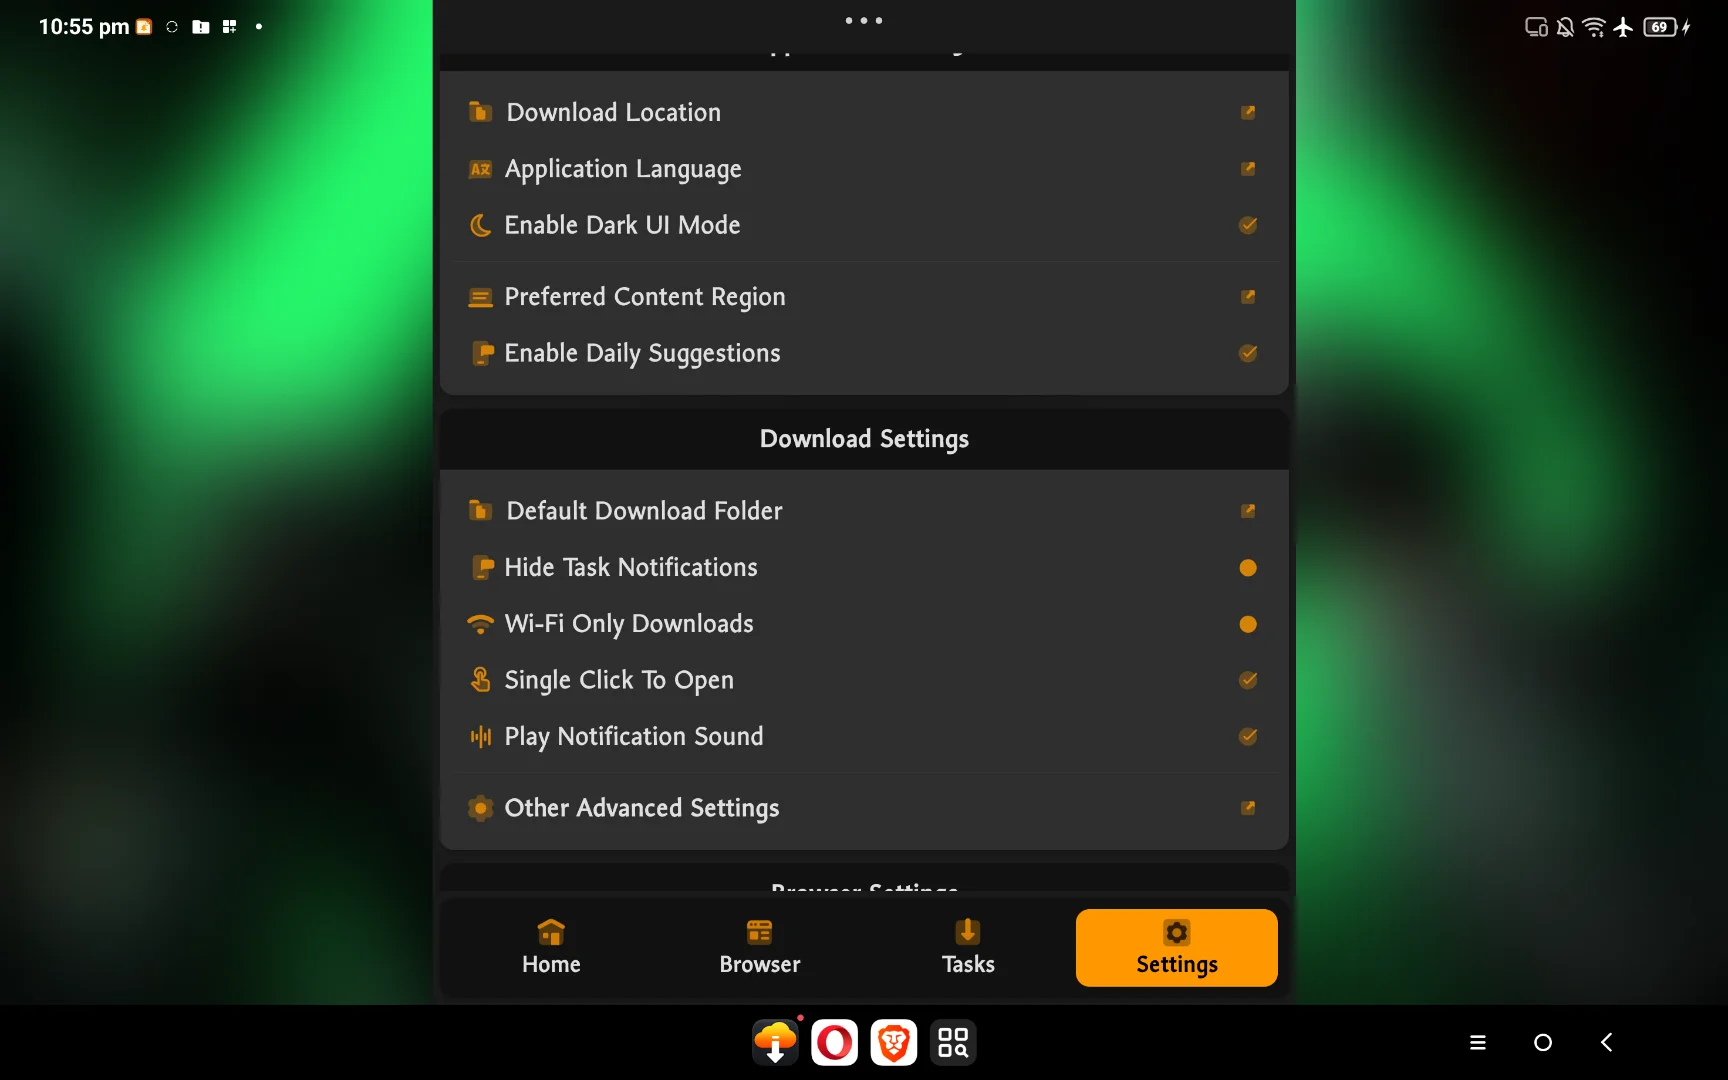 10:55 pm
69
Download Location
Application Language
Enable Dark UI Mode
Preferred Content Region
Enable Daily Suggestions
Download Settings
Default Download Folder
Hide Task Notifications
Wi-Fi Only Downloads
Single Click To Open
Play Notification Sound
Other Advanced Settings
Browser Settings
Home
Browser
Tasks
Settings